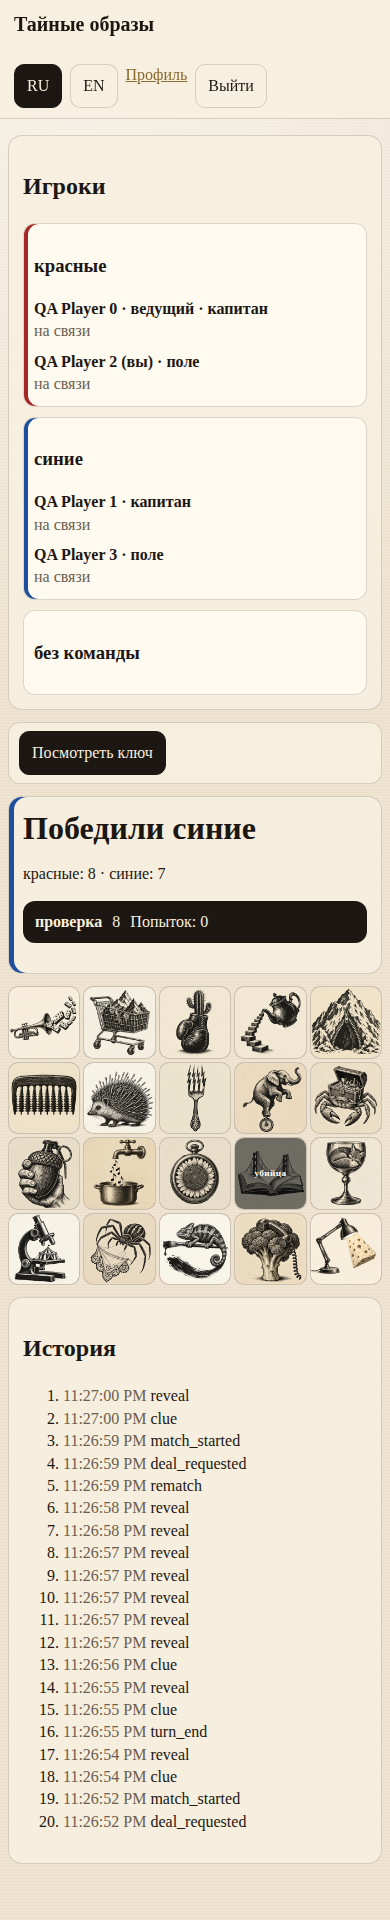 Тайные образы
RU EN Профиль Выйти
Игроки
красные
QA Player 0 · ведущий · капитан
на связи
QA Player 2 (вы) · поле
на связи
синие
QA Player 1 · капитан
на связи
QA Player 3 · поле
на связи
без команды
Посмотреть ключ
Победили синие
красные: 8 · синие: 7
проверка 8 Попыток: 0
убийца
История
1. 11:27:00 PM reveal
2. 11:27:00 PM clue
3. 11:26:59 PM match_started
4. 11:26:59 PM deal_requested
5. 11:26:59 PM rematch
6. 11:26:58 PM reveal
7. 11:26:58 PM reveal
8. 11:26:57 PM reveal
9. 11:26:57 PM reveal
10. 11:26:57 PM reveal
11. 11:26:57 PM reveal
12. 11:26:57 PM reveal
13. 11:26:56 PM clue
14. 11:26:55 PM reveal
15. 11:26:55 PM clue
16. 11:26:55 PM turn_end
17. 11:26:54 PM reveal
18. 11:26:54 PM clue
19. 11:26:52 PM match_started
20. 11:26:52 PM deal_requested